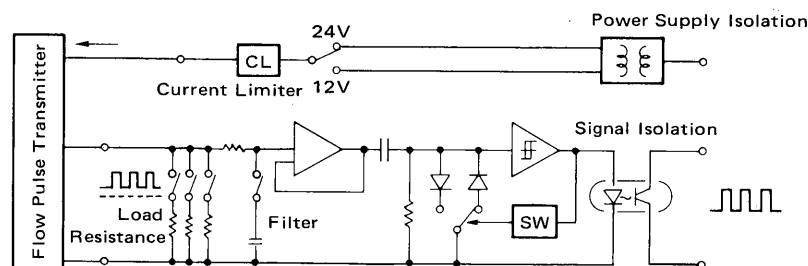 Power Supply Isolation
24V
CL
Current Limiter
12V
Flow Pulse Transmitter
Signal Isolation
Load
Resistance
Filter
SW